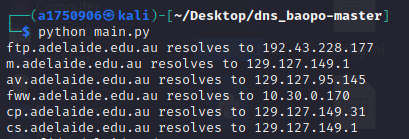 (a1750906㉿kali)-[~/Desktop/dns_baopo-master]
$ python main.py
ftp.adelaide.edu.au resolves to 192.43.228.177
m.adelaide.edu.au resolves to 129.127.149.1
av.adelaide.edu.au resolves to 129.127.95.145
fww.adelaide.edu.au resolves to 10.30.0.170
cp.adelaide.edu.au resolves to 129.127.149.31
cs.adelaide.edu.au resolves to 129.127.149.1